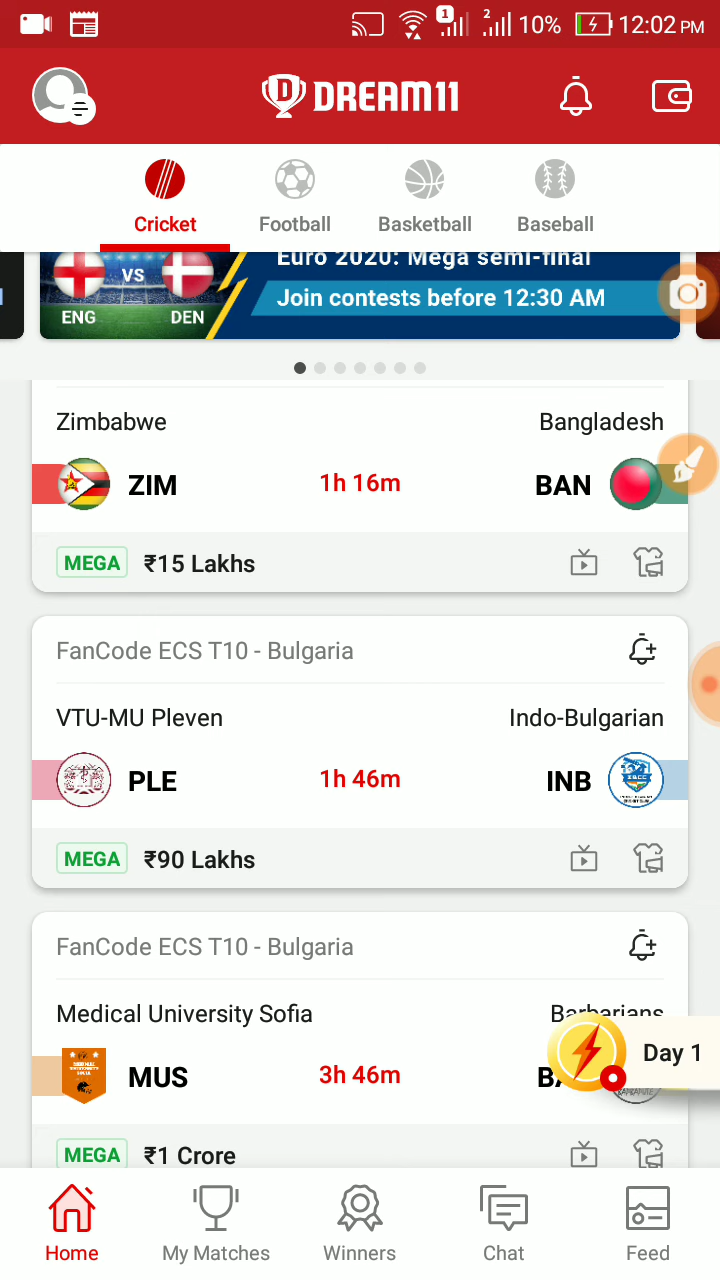 1 2 10% 12:02 PM
DREAM11
Cricket Football Basketball Baseball
Euro 2020: Mega semi-final
VS
Join contests before 12:30 AM
ENG DEN
Zimbabwe Bangladesh
ZIM 1h 16m BAN
MEGA ₹15 Lakhs
FanCode ECS T10 - Bulgaria
VTU-MU Pleven Indo-Bulgarian
PLE 1h 46m INB
MEGA ₹90 Lakhs
FanCode ECS T10 - Bulgaria
Medical University Sofia Barbarians
Day 1
MUS 3h 46m
MEGA ₹1 Crore
Home My Matches Winners Chat Feed